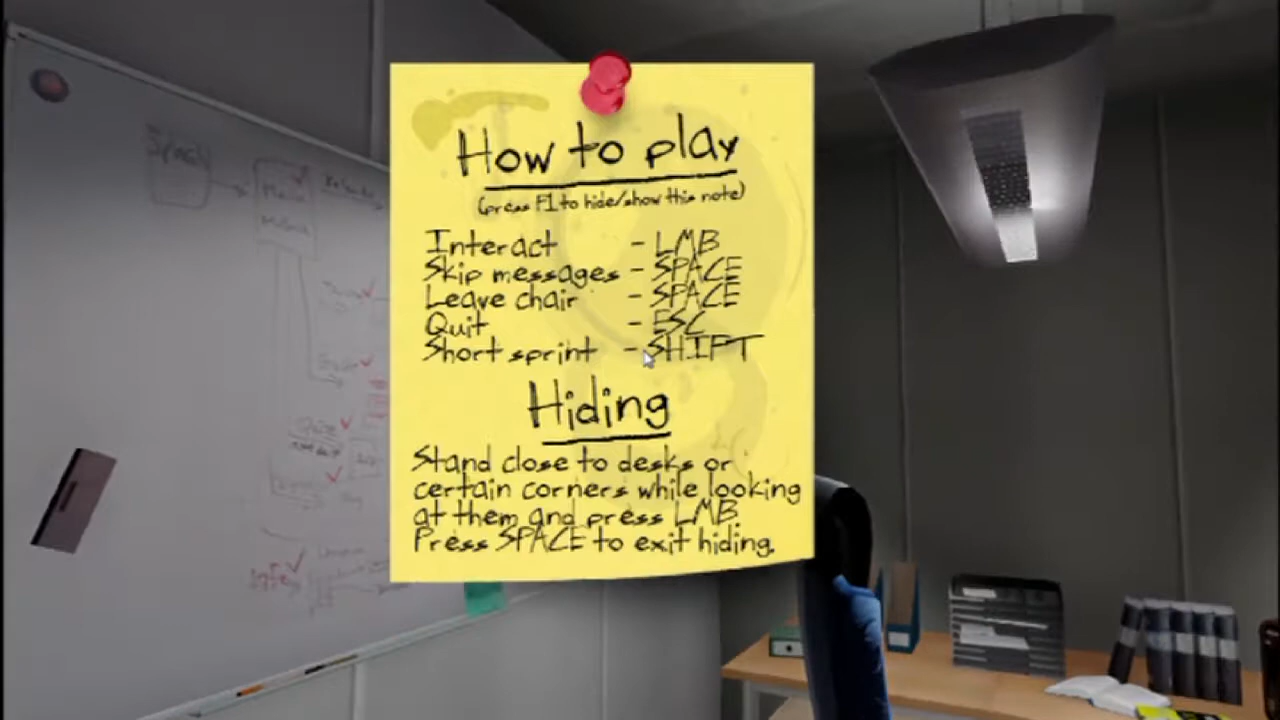 How to play
(press F1 to hide/show this note)
Interact - LMB
Skip messages - SPACE
Leave chair - SPACE
Quit - ESC
Short sprint - SHIFT
Hiding
Stand close to desks or
certain corners while looking
at them and press LMB
Press SPACE to exit hiding.